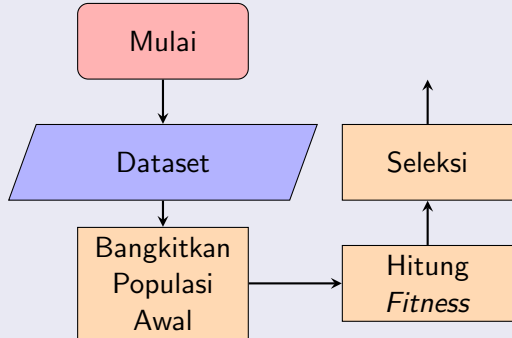 Mulai
Dataset
Bangkitkan
Populasi
Awal
Hitung
Fitness
Seleksi